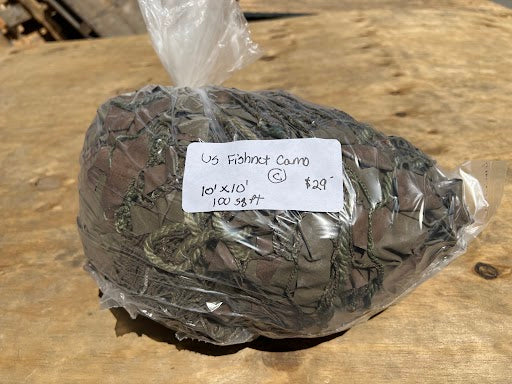 US Fishnet Camo
C
10' x 10' $29-
100 sq ft